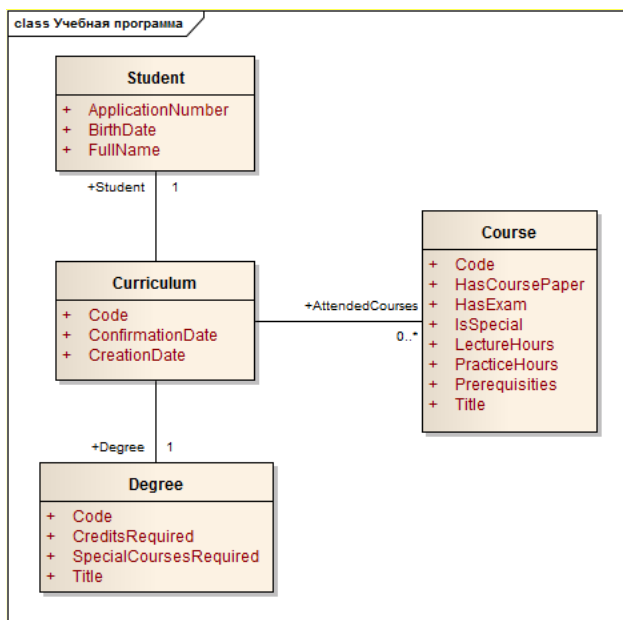 class Учебная программа
Student
+ ApplicationNumber
+ BirthDate
+ FullName
+Student 1
Curriculum
+ Code
+ ConfirmationDate
+ CreationDate
+AttendedCourses
0..*
Course
+ Code
+ HasCoursePaper
+ HasExam
+ IsSpecial
+ LectureHours
+ PracticeHours
+ Prerequisities
+ Title
+Degree 1
Degree
+ Code
+ CreditsRequired
+ SpecialCoursesRequired
+ Title